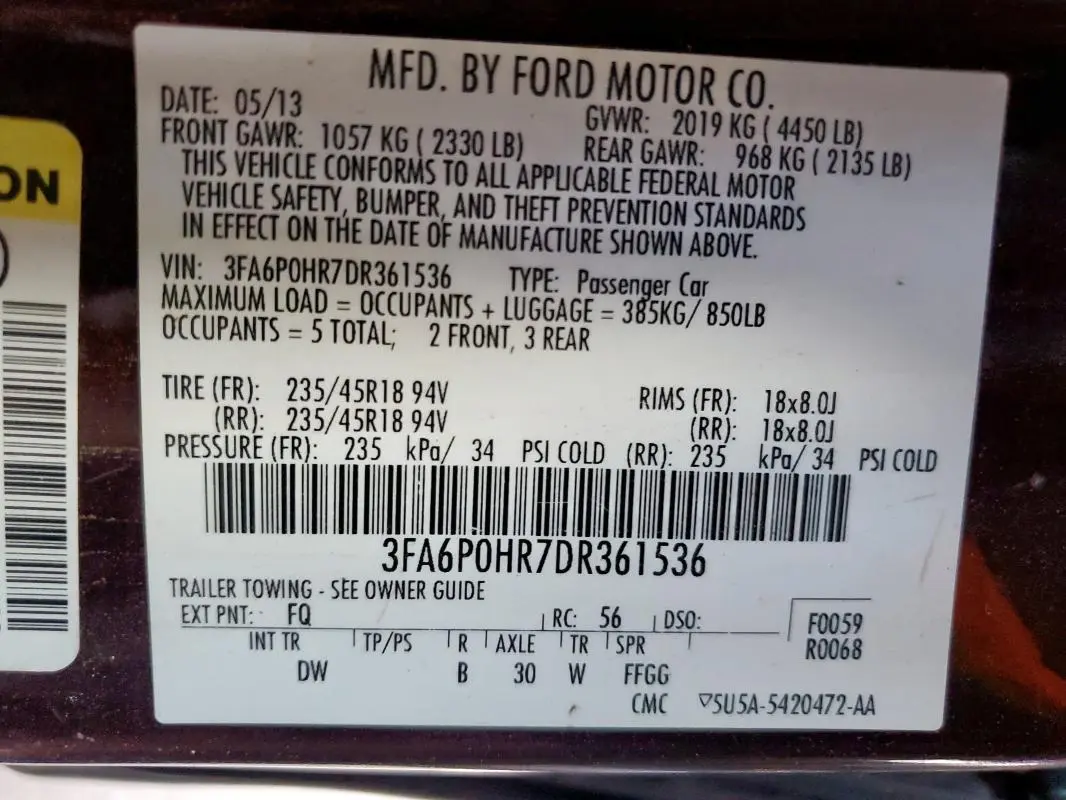 MFD. BY FORD MOTOR CO.
DATE: 05/13 GVWR: 2019 KG ( 4450 LB)
FRONT GAWR: 1057 KG ( 2330 LB) REAR GAWR: 968 KG ( 2135 LB)
THIS VEHICLE CONFORMS TO ALL APPLICABLE FEDERAL MOTOR
VEHICLE SAFETY, BUMPER, AND THEFT PREVENTION STANDARDS
IN EFFECT ON THE DATE OF MANUFACTURE SHOWN ABOVE.
VIN: 3FA6P0HR7DR361536 TYPE: Passenger Car
MAXIMUM LOAD = OCCUPANTS + LUGGAGE = 385KG/ 850LB
OCCUPANTS = 5 TOTAL; 2 FRONT, 3 REAR
TIRE (FR): 235/45R18 94V RIMS (FR): 18x8.0J
(RR): 235/45R18 94V (RR): 18x8.0J
PRESSURE (FR): 235 kPa/ 34 PSI COLD (RR): 235 kPa/ 34 PSI COLD
3FA6P0HR7DR361536
TRAILER TOWING - SEE OWNER GUIDE
EXT PNT: FQ RC: 56 DSO: F0059
INT TR TP/PS R AXLE TR SPR R0068
DW B 30 W FFGG
CMC ▽5U5A-5420472-AA
ON